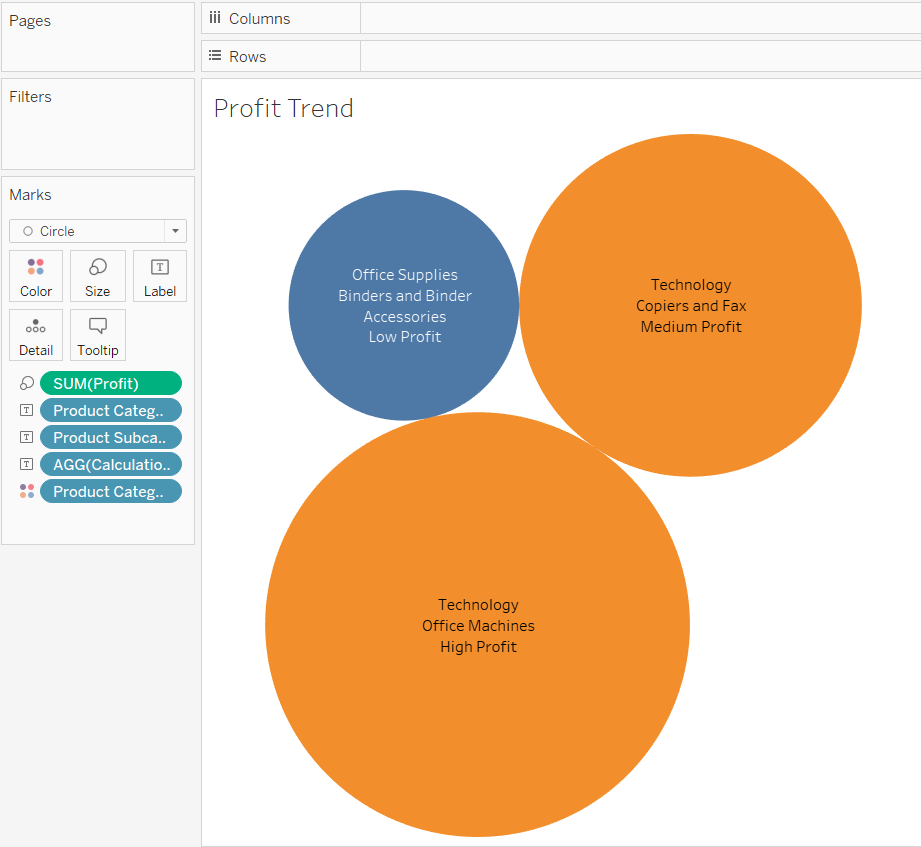 Pages
Columns
Rows
Filters
Profit Trend
Marks
Circle
Color
Size
T
Label
Detail
Tooltip
SUM(Profit)
T
Product Categ..
T
Product Subca..
T
AGG(Calculatio..
Product Categ..
Office Supplies
Binders and Binder
Accessories
Low Profit
Technology
Copiers and Fax
Medium Profit
Technology
Office Machines
High Profit